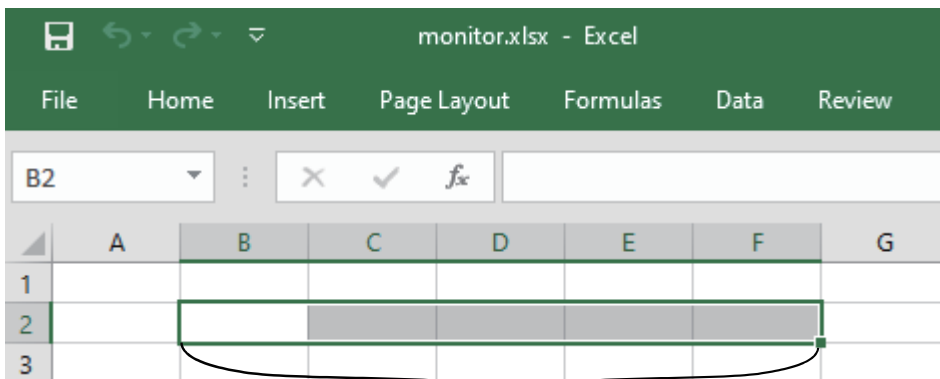 monitor.xlsx - Excel
File Home Insert Page Layout Formulas Data Review
B2 fx
A B C D E F G
1
2
3